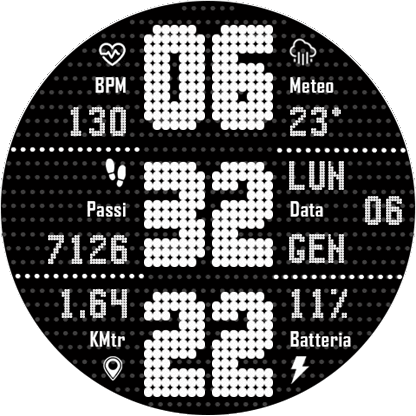 06
BPM
Meteo
130
23°
32
LUN
Passi
Data
06
7126
GEN
1.64
22
11%
KMtr
Batteria